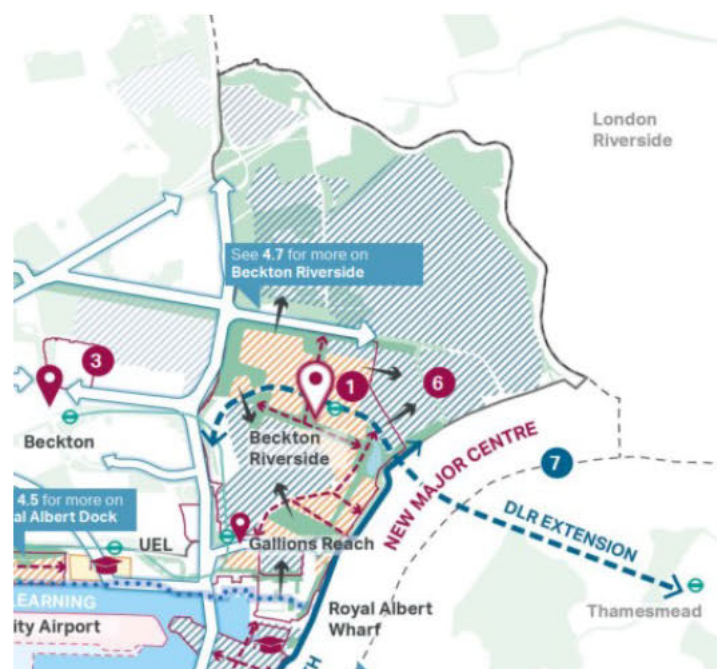 London
Riverside
See 4.7 for more on
Beckton Riverside
3
1
6
Beckton
Beckton
Riverside
NEW MAJOR CENTRE
7
4.5 for more on
al Albert Dock
DLR EXTENSION
UEL
Gallions Reach
Thamesmead
LEARNING
ity Airport
Royal Albert
Wharf